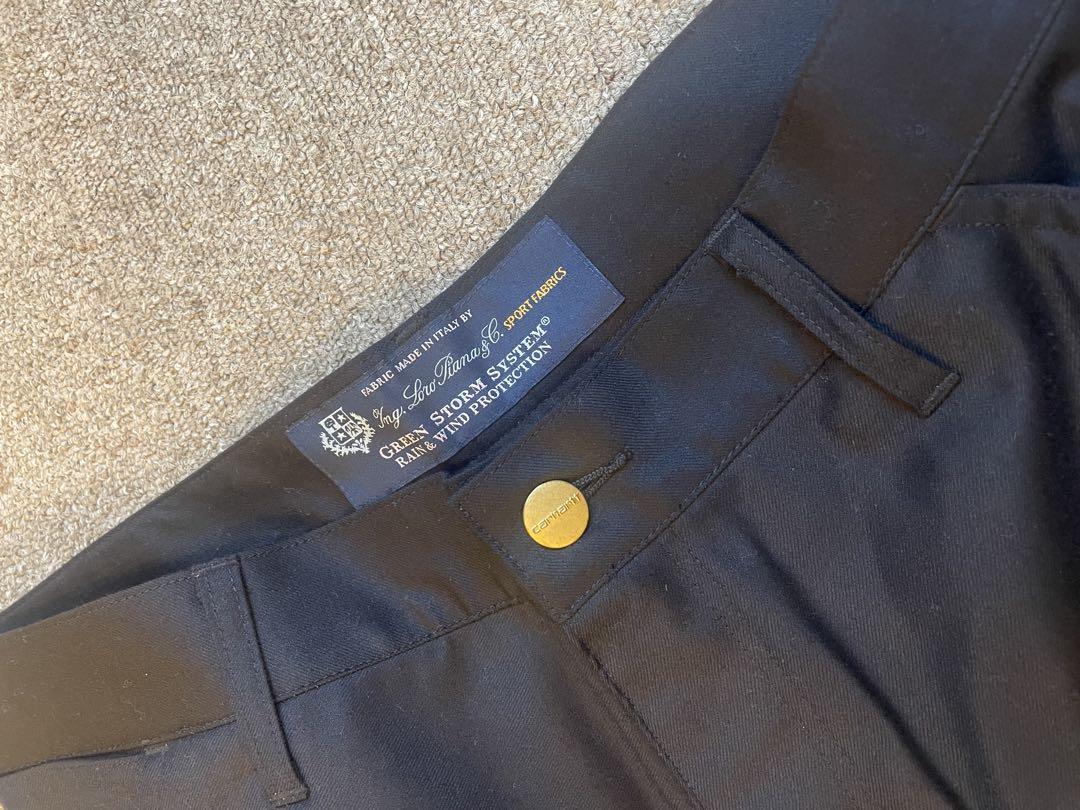 FABRIC MADE IN ITALY BY
Ing. Loro Piana & C. SPORT FABRICS
GREEN STORM SYSTEM®
RAIN & WIND PROTECTION
carhartt